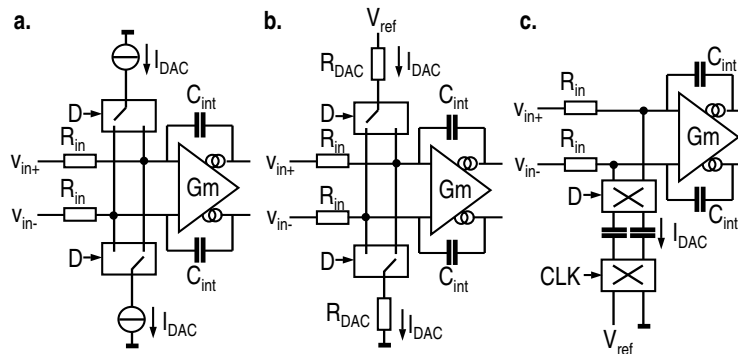 a.
I_DAC
D
C_int
R_in
v_in+
Gm
R_in
v_in-
D
C_int
I_DAC
b.
V_ref
R_DAC
I_DAC
D
C_int
R_in
v_in+
Gm
R_in
v_in-
D
C_int
R_DAC
I_DAC
c.
C_int
R_in
v_in+
Gm
R_in
v_in-
D
C_int
I_DAC
CLK
V_ref